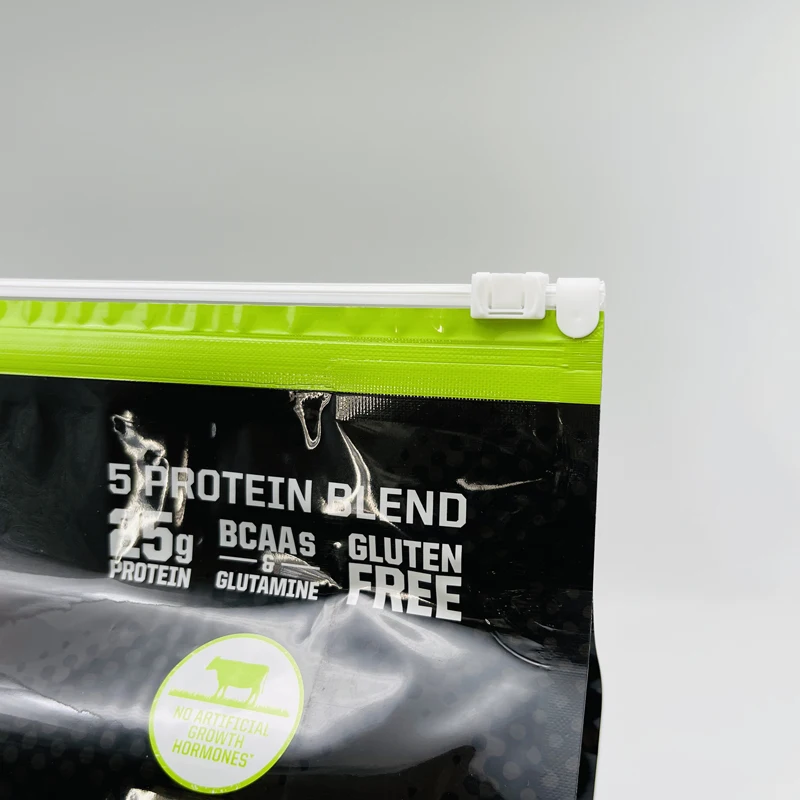 5 PROTEIN BLEND
25g
PROTEIN
BCAAs
&
GLUTAMINE
GLUTEN
FREE
NO ARTIFICIAL
GROWTH
HORMONES*